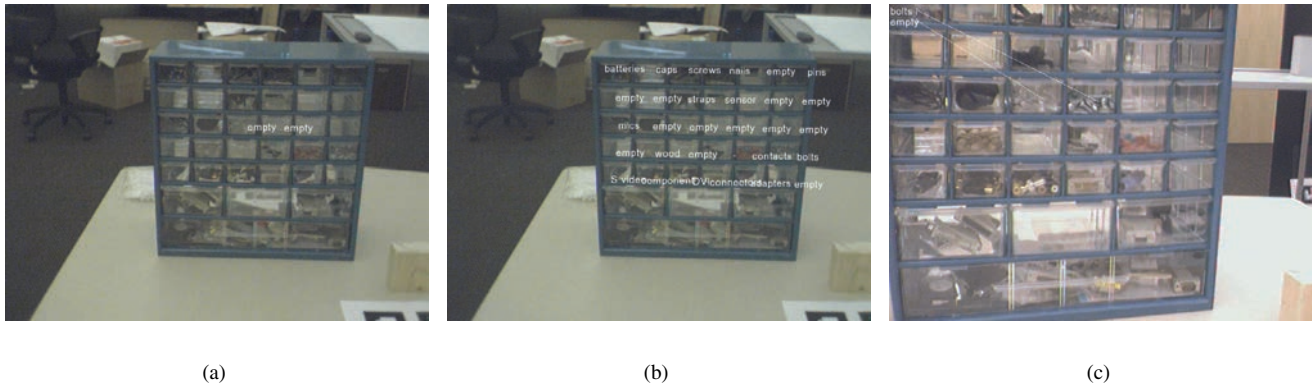 empty empty
batteries caps screws nails empty pins
empty empty straps sensor empty empty
mics empty empty empty empty empty
empty wood empty contacts bolts
S video component DVI connector adapters empty
bolts
empty
(a)
(b)
(c)